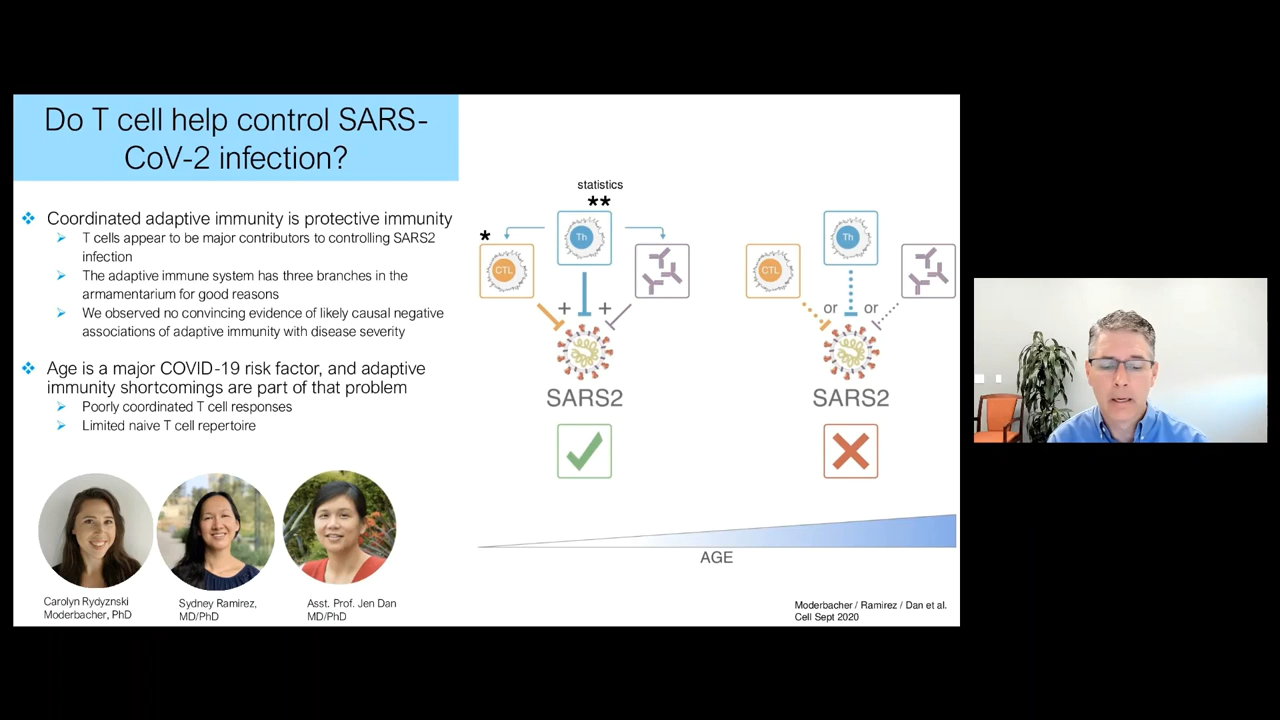 Do T cell help control SARS-
CoV-2 infection?
Coordinated adaptive immunity is protective immunity
T cells appear to be major contributors to controlling SARS2
infection
The adaptive immune system has three branches in the
armamentarium for good reasons
We observed no convincing evidence of likely causal negative
associations of adaptive immunity with disease severity
Age is a major COVID-19 risk factor, and adaptive
immunity shortcomings are part of that problem
Poorly coordinated T cell responses
Limited naive T cell repertoire
Carolyn Rydyznski
Moderbacher, PhD
Sydney Ramirez,
MD/PhD
Asst. Prof. Jen Dan
MD/PhD
statistics
**
*
Th
CTL
+ +
SARS2
Th
CTL
or or
SARS2
AGE
Moderbacher / Ramirez / Dan et al.
Cell Sept 2020